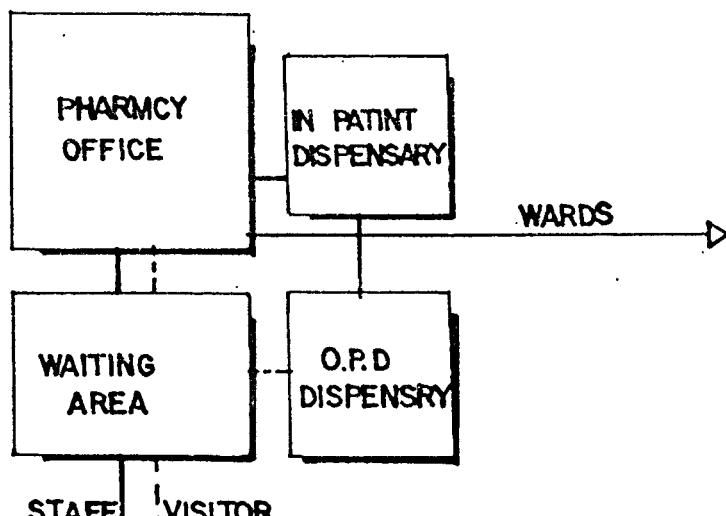 PHARMCY
OFFICE
IN PATINT
DISPENSARY
WARDS
WAITING
AREA
O.P.D
DISPENSRY
STAFF
VISITOR